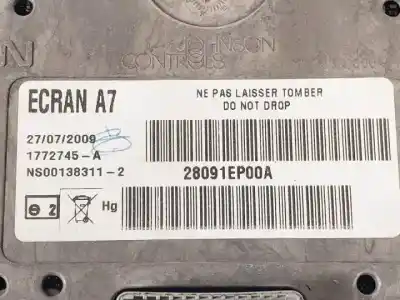 JOHNSON
CONTROLS
ECRAN A7
NE PAS LAISSER TOMBER
DO NOT DROP
27/07/2009
1772745-A
NS00138311-2
28091EP00A
2
Hg